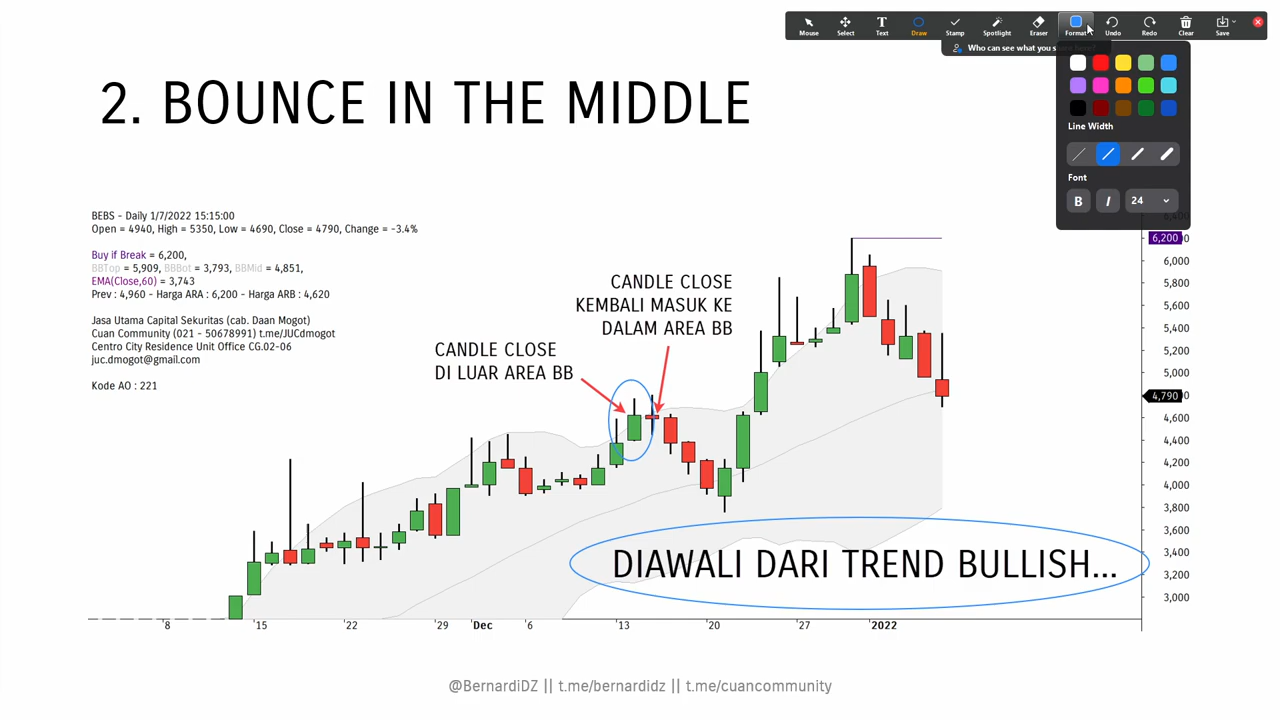 Mouse Select Text Draw Stamp Spotlight Eraser Format Undo Redo Clear Save
Who can see what you
Line Width
Font
B I 24
2. BOUNCE IN THE MIDDLE
BEBS - Daily 1/7/2022 15:15:00
Open = 4940, High = 5350, Low = 4690, Close = 4790, Change = -3.4%
Buy if Break = 6,200,
BBTop = 5,909, BBBot = 3,793, BBMid = 4,851,
EMA(Close,60) = 3,743
Prev : 4,960 - Harga ARA : 6,200 - Harga ARB : 4,620
Jasa Utama Capital Sekuritas (cab. Daan Mogot)
Cuan Community (021 - 50678991) t.me/JUCdmogot
Centro City Residence Unit Office CG.02-06
juc.dmogot@gmail.com
Kode AO : 221
CANDLE CLOSE
DI LUAR AREA BB
CANDLE CLOSE
KEMBALI MASUK KE
DALAM AREA BB
DIAWALI DARI TREND BULLISH...
6,400
6,200
6,000
5,800
5,600
5,400
5,200
5,000
4,790
4,600
4,400
4,200
4,000
3,800
3,600
3,400
3,200
3,000
8 15 22 29 Dec 6 13 20 27 2022
@BernardiDZ || t.me/bernardidz || t.me/cuancommunity